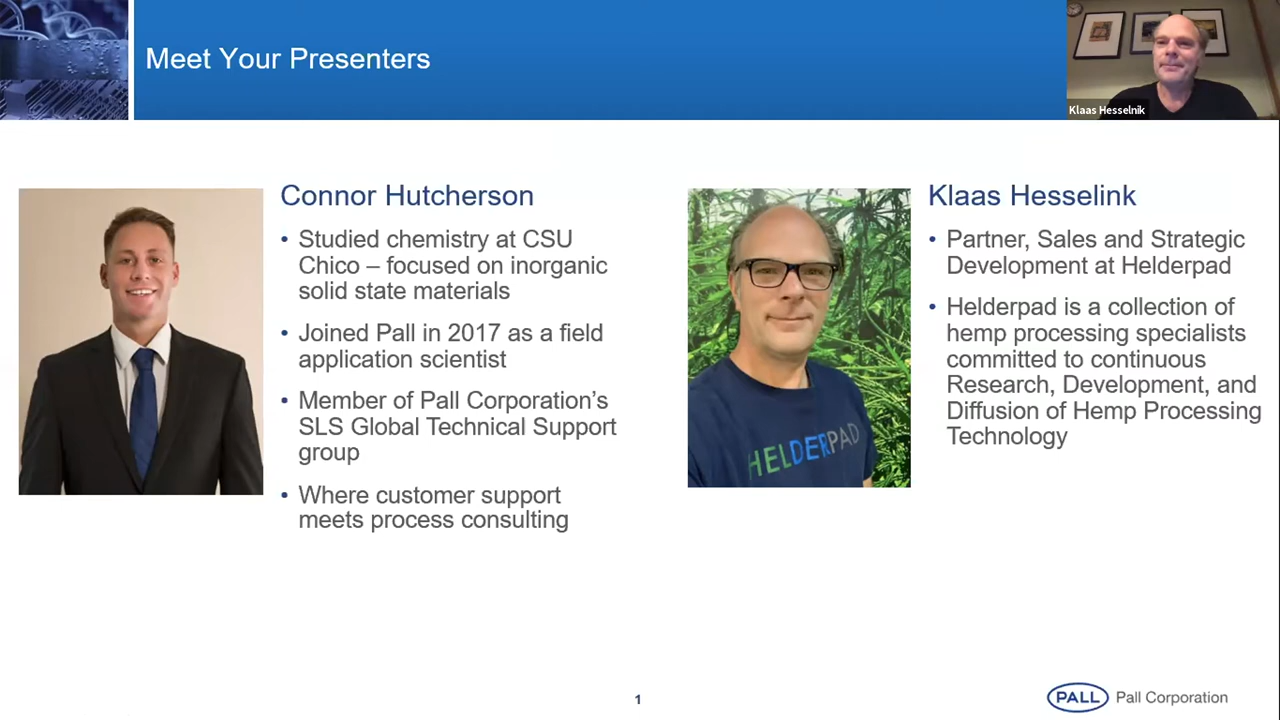 Meet Your Presenters
Klaas Hesselnik
Connor Hutcherson
• Studied chemistry at CSU
Chico – focused on inorganic
solid state materials
• Joined Pall in 2017 as a field
application scientist
• Member of Pall Corporation’s
SLS Global Technical Support
group
• Where customer support
meets process consulting
Klaas Hesselink
• Partner, Sales and Strategic
Development at Helderpad
• Helderpad is a collection of
hemp processing specialists
committed to continuous
Research, Development, and
Diffusion of Hemp Processing
Technology
HELDERPAD
1
PALL Pall Corporation